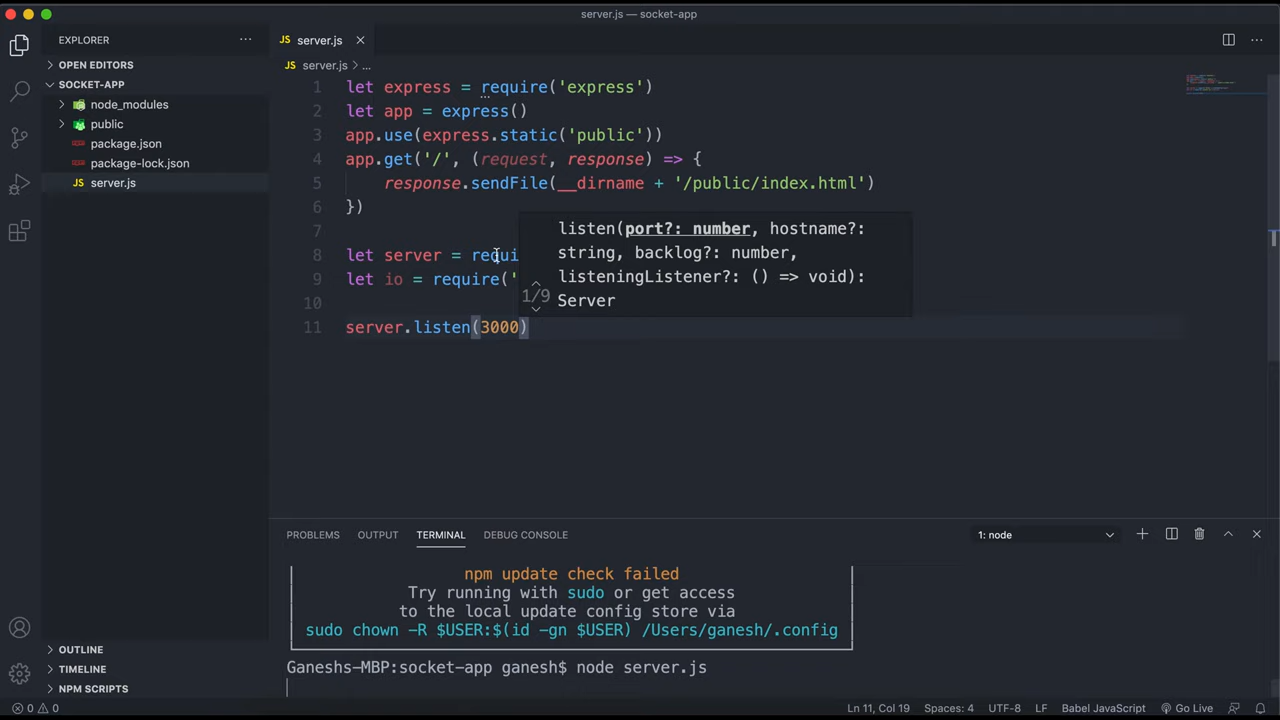 server.js — socket-app
EXPLORER
···
OPEN EDITORS
SOCKET-APP
node_modules
public
package.json
package-lock.json
JS server.js
OUTLINE
TIMELINE
NPM SCRIPTS
JS server.js
JS server.js > ...
1 let express = require('express')
2 let app = express()
3 app.use(express.static('public'))
4 app.get('/', (request, response) => {
5 response.sendFile(__dirname + '/public/index.html')
6 })
7
8 let server = requi
9 let io = require('
10
11 server.listen(3000)
listen(port?: number, hostname?:
string, backlog?: number,
listeningListener?: () => void):
1/9 Server
PROBLEMS OUTPUT TERMINAL DEBUG CONSOLE 1: node
npm update check failed
Try running with sudo or get access
to the local update config store via
sudo chown -R $USER:$(id -gn $USER) /Users/ganesh/.config
Ganeshs-MBP:socket-app ganesh$ node server.js
0 0 Ln 11, Col 19 Spaces: 4 UTF-8 LF Babel JavaScript Go Live